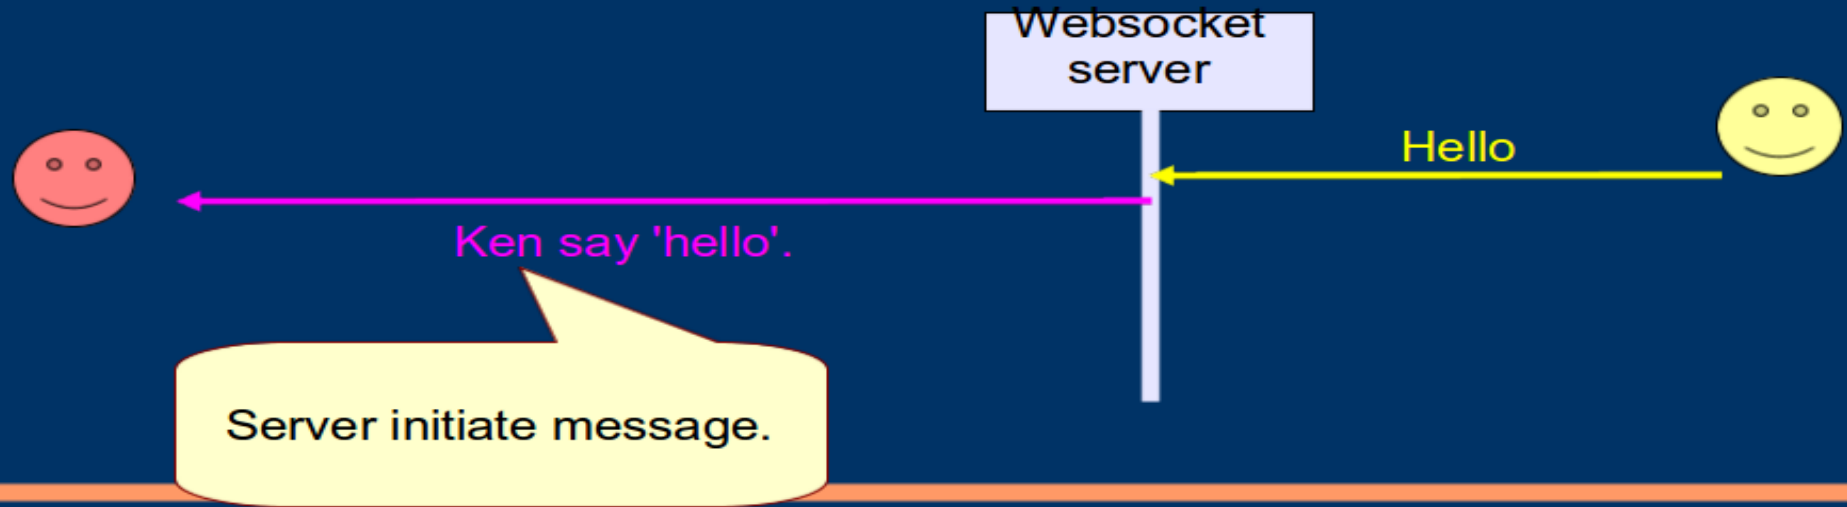 Websocket
server
Hello
Ken say 'hello'.
Server initiate message.